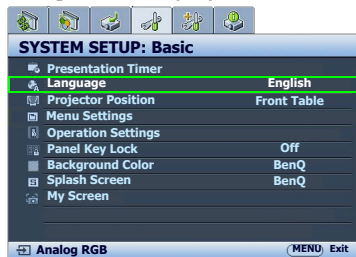 SYSTEM SETUP: Basic
Presentation Timer
Language English
Projector Position Front Table
Menu Settings
Operation Settings
Panel Key Lock Off
Background Color BenQ
Splash Screen BenQ
My Screen
Analog RGB MENU Exit